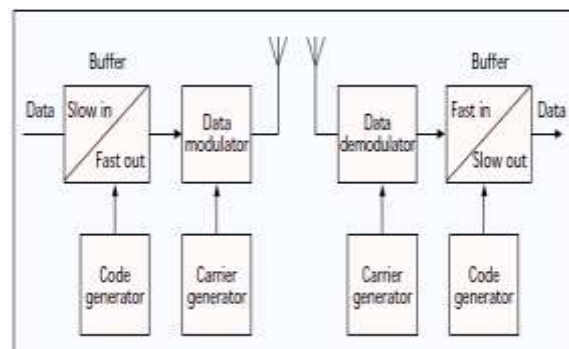 Buffer
Buffer
Data
Slow in
Fast out
Data
modulator
Data
demodulator
Fast in
Slow out
Data
Code
generator
Carrier
generator
Carrier
generator
Code
generator